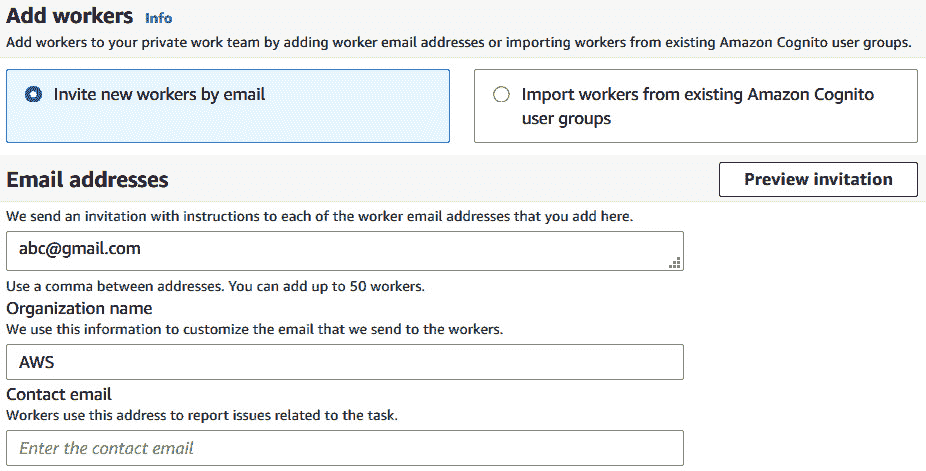 Add workers Info
Add workers to your private work team by adding worker email addresses or importing workers from existing Amazon Cognito user groups.
Invite new workers by email
Import workers from existing Amazon Cognito
user groups
Email addresses
Preview invitation
We send an invitation with instructions to each of the worker email addresses that you add here.
abc@gmail.com
Use a comma between addresses. You can add up to 50 workers.
Organization name
We use this information to customize the email that we send to the workers.
AWS
Contact email
Workers use this address to report issues related to the task.
Enter the contact email